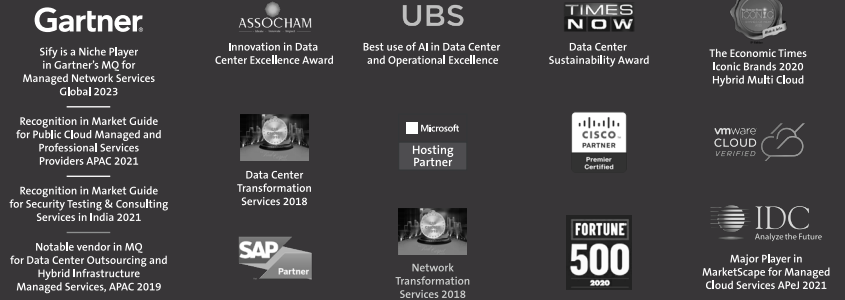 Gartner
Sify is a Niche Player
in Gartner's MQ for
Managed Network Services
Global 2023
Recognition in Market Guide
for Public Cloud Managed and
Professional Services
Providers APAC 2021
Recognition in Market Guide
for Security Testing & Consulting
Services in India 2021
Notable vendor in MQ
for Data Center Outsourcing and
Hybrid Infrastructure
Managed Services, APAC 2019
ASSOCHAM
Innovation in Data
Center Excellence Award
Data Center
Transformation
Services 2018
SAP
Partner
UBS
Best use of AI in Data Center
and Operational Excellence
Microsoft
Hosting
Partner
Network
Transformation
Services 2018
TIMES
NOW
Data Center
Sustainability Award
CISCO
PARTNER
Premier
Certified
FORTUNE
500
2020
ICONIC
The Economic Times
Iconic Brands 2020
Hybrid Multi Cloud
vmware
CLOUD
VERIFIED
IDC
Analyze the Future
Major Player in
MarketScape for Managed
Cloud Services APeJ 2021